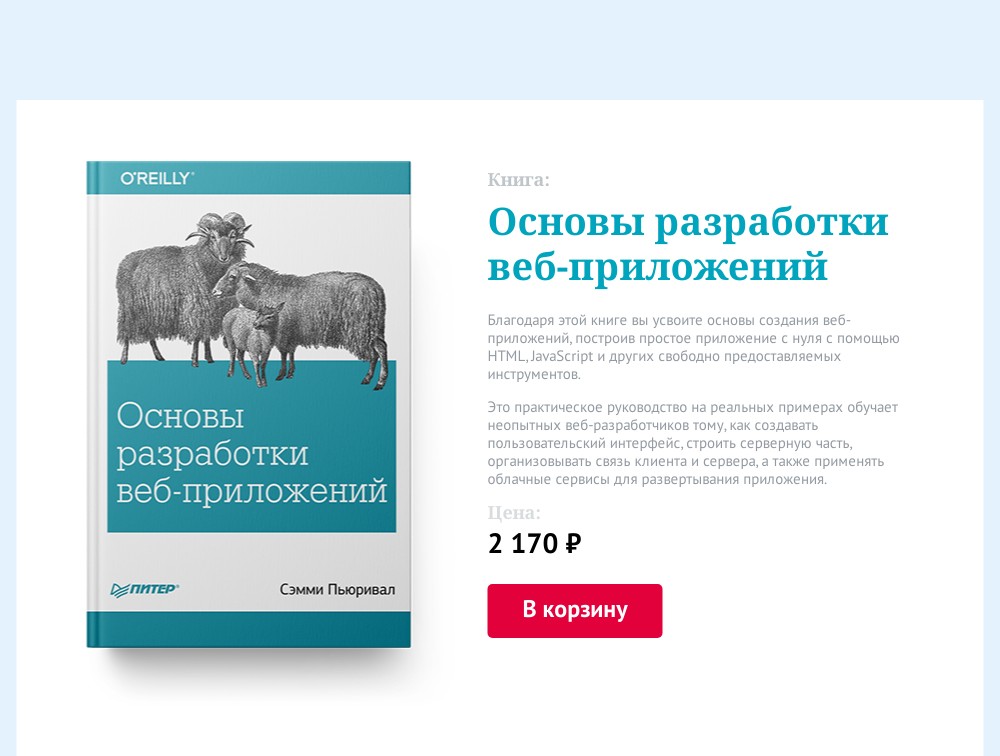 O'REILLY®
Основы
разработки
веб-приложений
ПИТЕР®
Сэмми Пьюривал
Книга:
Основы разработки
веб-приложений
Благодаря этой книге вы усвоите основы создания веб-
приложений, построив простое приложение с нуля с помощью
HTML, JavaScript и других свободно предоставляемых
инструментов.
Это практическое руководство на реальных примерах обучает
неопытных веб-разработчиков тому, как создавать
пользовательский интерфейс, строить серверную часть,
организовывать связь клиента и сервера, а также применять
облачные сервисы для развертывания приложения.
Цена:
2 170 ₽
В корзину